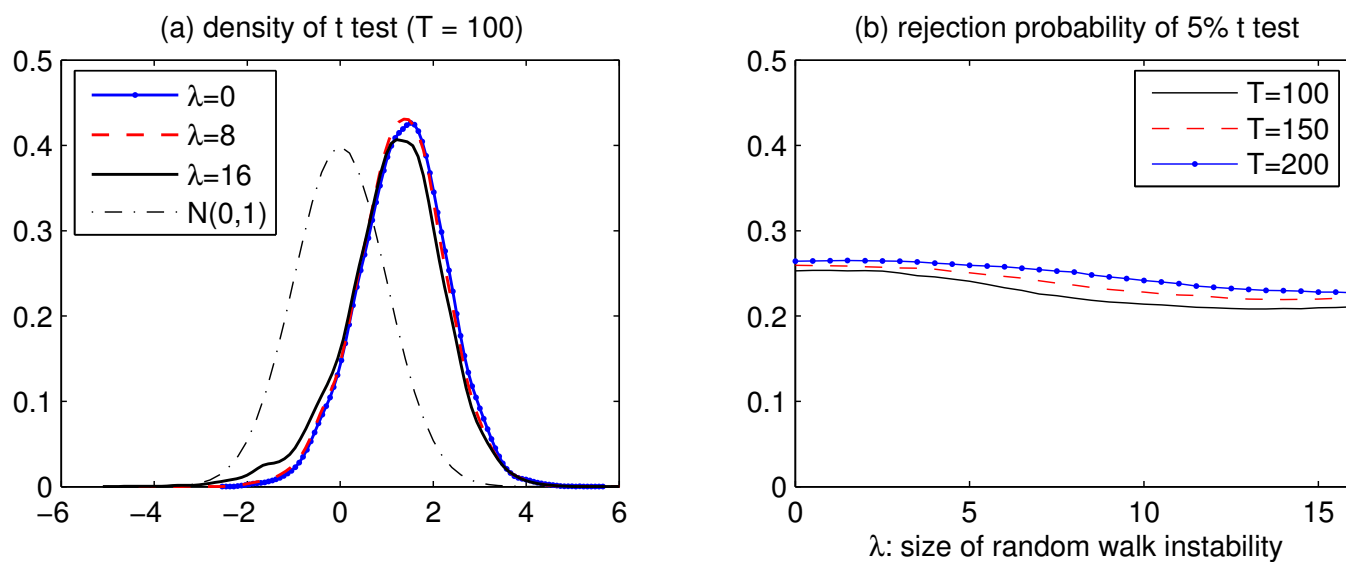 (a) density of t test (T = 100)
0.5
0.4
0.3
0.2
0.1
0
−6
−4
−2
0
2
4
6
λ=0
λ=8
λ=16
N(0,1)
(b) rejection probability of 5% t test
0.5
0.4
0.3
0.2
0.1
0
0
5
10
15
T=100
T=150
T=200
λ: size of random walk instability